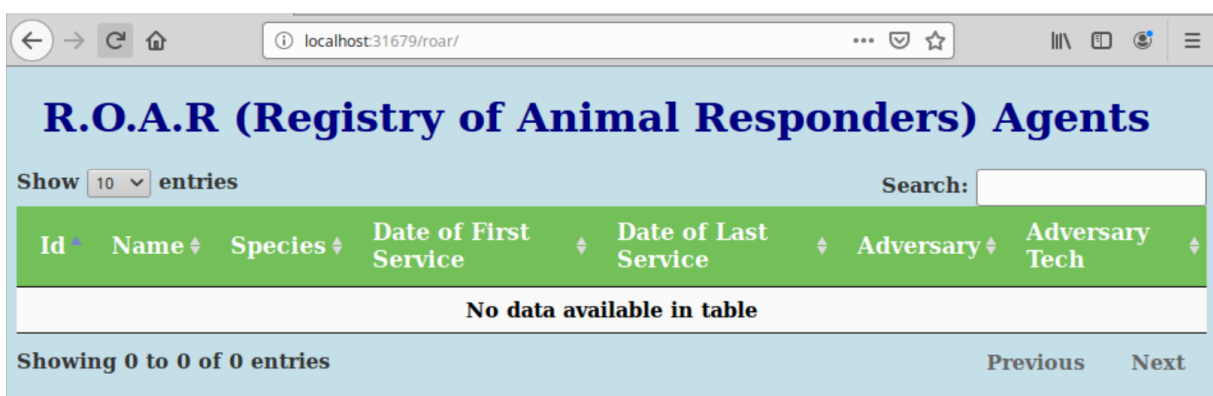 localhost:31679/roar/
R.O.A.R (Registry of Animal Responders) Agents
Show 10 entries
Search:
Id Name Species Date of First Service Date of Last Service Adversary Adversary Tech
No data available in table
Showing 0 to 0 of 0 entries
Previous Next